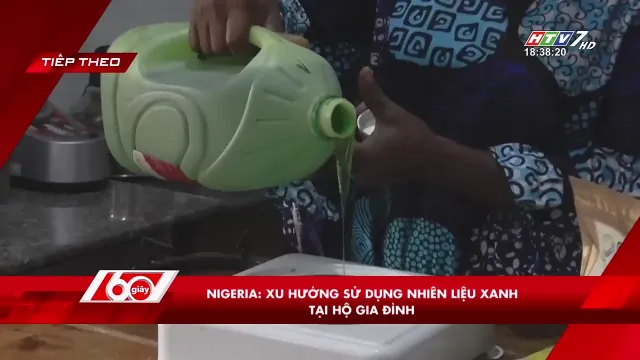 TIẾP THEO
HTV7 HD
18:38:20
60 giây
NIGERIA: XU HƯỚNG SỬ DỤNG NHIÊN LIỆU XANH
TẠI HỘ GIA ĐÌNH